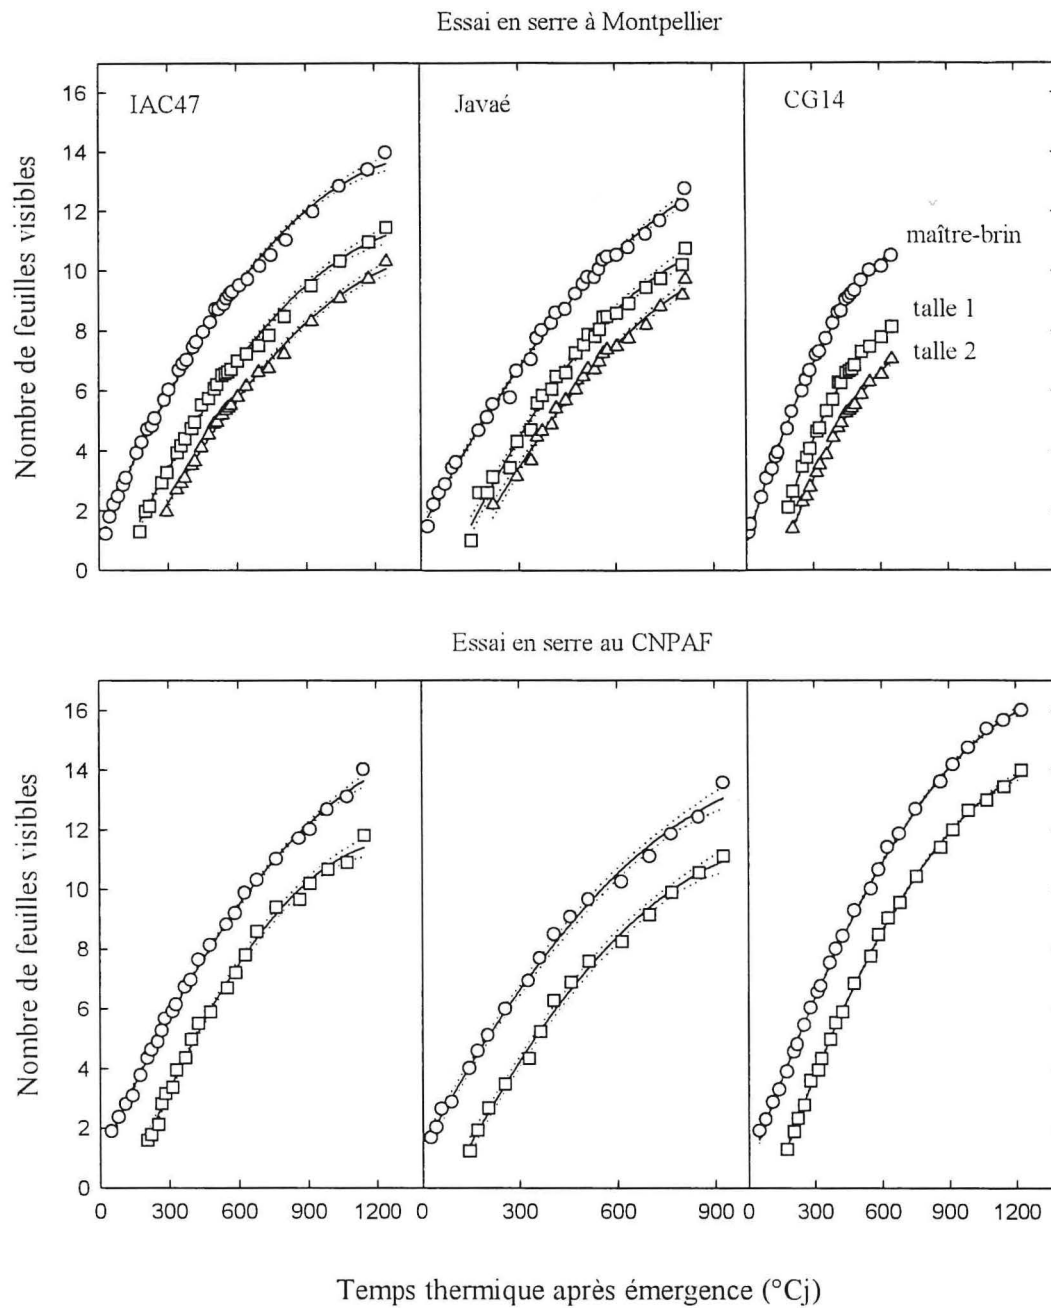 Essai en serre à Montpellier
IAC47
Javaé
CG14
maître-brin
talle 1
talle 2
16
14
12
10
8
6
4
2
0
Nombre de feuilles visibles
Essai en serre au CNPAF
16
14
12
10
8
6
4
2
0
Nombre de feuilles visibles
0 300 600 900 1200 0 300 600 900 0 300 600 900 1200
Temps thermique après émergence (°Cj)